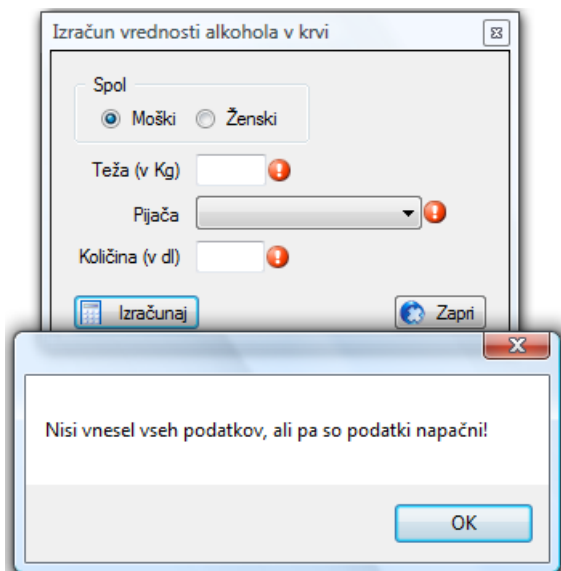 Izračun vrednosti alkohola v krvi
Spol
Moški Ženski
Teža (v Kg)
Pijača
Količina (v dl)
Izračunaj Zapri
Nisi vnesel vseh podatkov, ali pa so podatki napačni!
OK